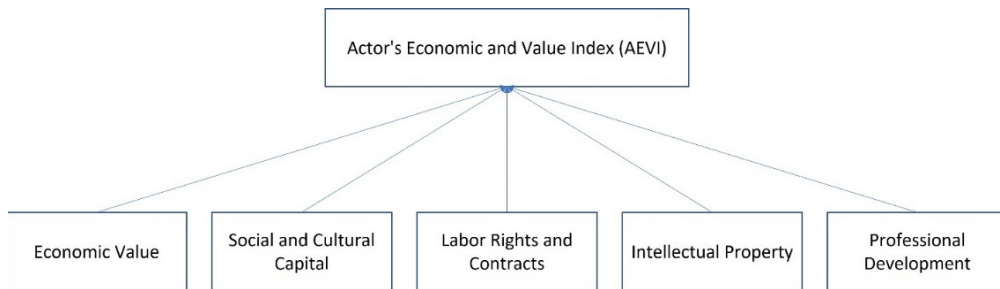 Actor's Economic and Value Index (AEVI)
Economic Value
Social and Cultural
Capital
Labor Rights and
Contracts
Intellectual Property
Professional
Development